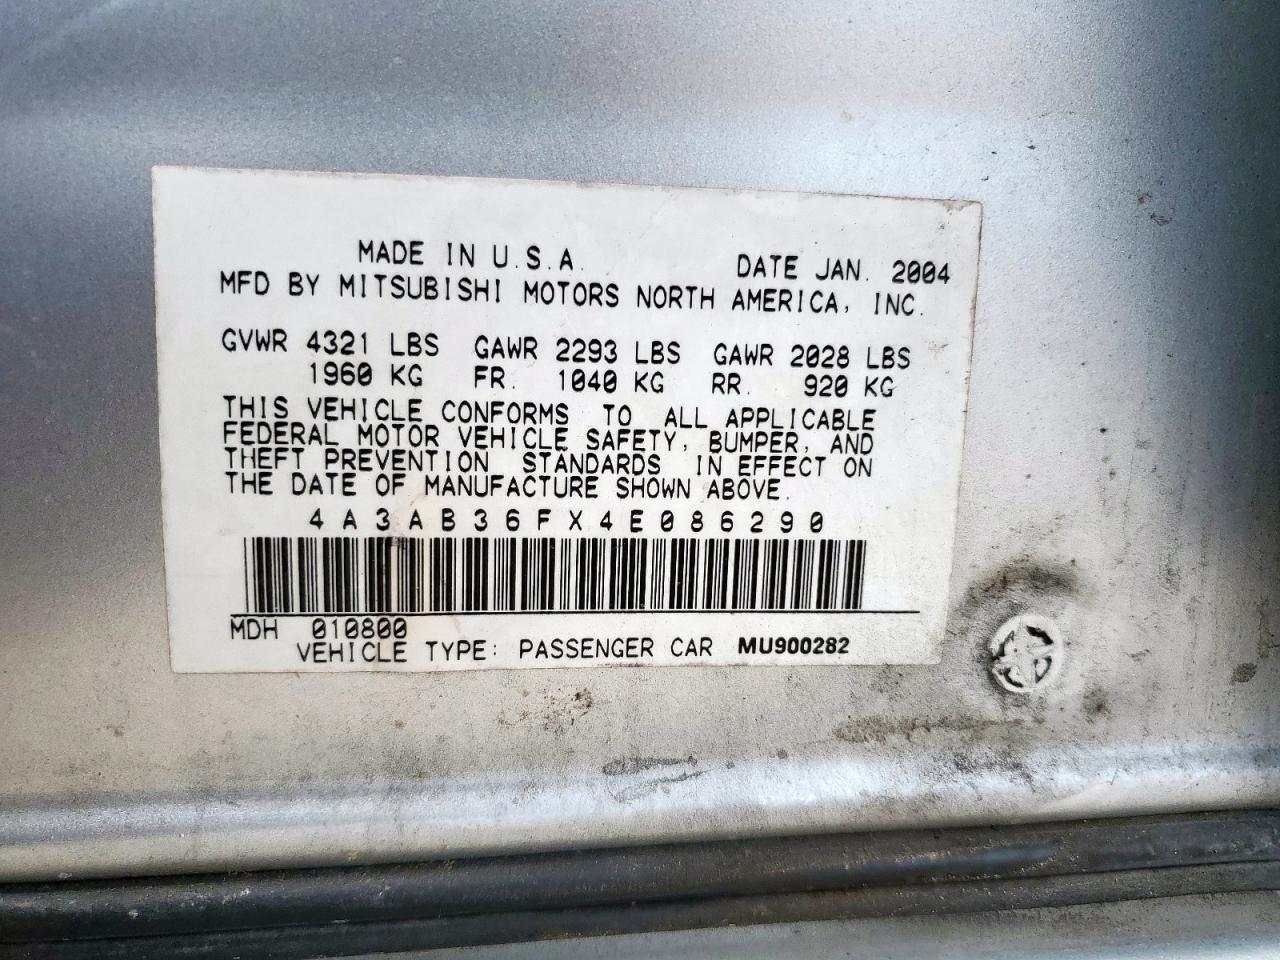 MADE IN U.S.A. DATE JAN. 2004
MFD BY MITSUBISHI MOTORS NORTH AMERICA, INC.
GVWR 4321 LBS GAWR 2293 LBS GAWR 2028 LBS
1960 KG FR. 1040 KG RR. 920 KG
THIS VEHICLE CONFORMS TO ALL APPLICABLE
FEDERAL MOTOR VEHICLE SAFETY, BUMPER, AND
THEFT PREVENTION STANDARDS IN EFFECT ON
THE DATE OF MANUFACTURE SHOWN ABOVE.
4A3AB36FX4E086290
MDH 010800
VEHICLE TYPE: PASSENGER CAR MU900282